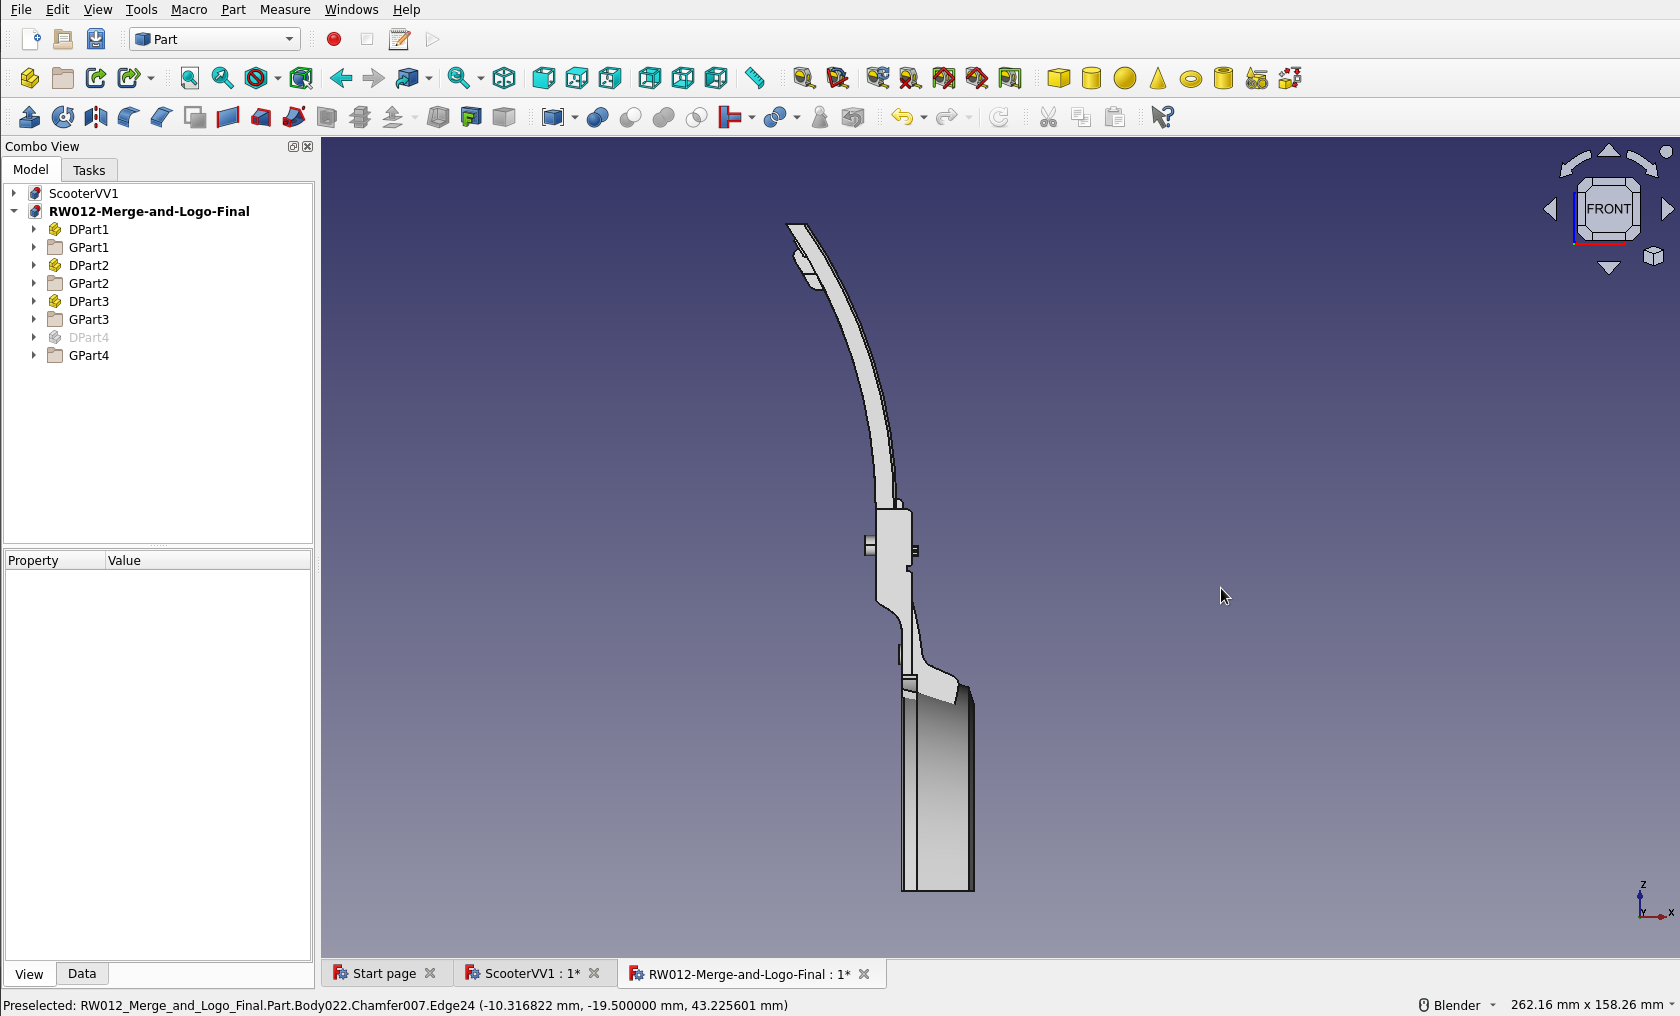 File Edit View Tools Macro Part Measure Windows Help
Part
Combo View
Model Tasks
ScooterVV1
RW012-Merge-and-Logo-Final
DPart1
GPart1
DPart2
GPart2
DPart3
GPart3
DPart4
GPart4
Property Value
View Data
FRONT
Z
Y X
Start page ScooterVV1 : 1* RW012-Merge-and-Logo-Final : 1*
Preselected: RW012_Merge_and_Logo_Final.Part.Body022.Chamfer007.Edge24 (-10.316822 mm, -19.500000 mm, 43.225601 mm) Blender 262.16 mm x 158.26 mm